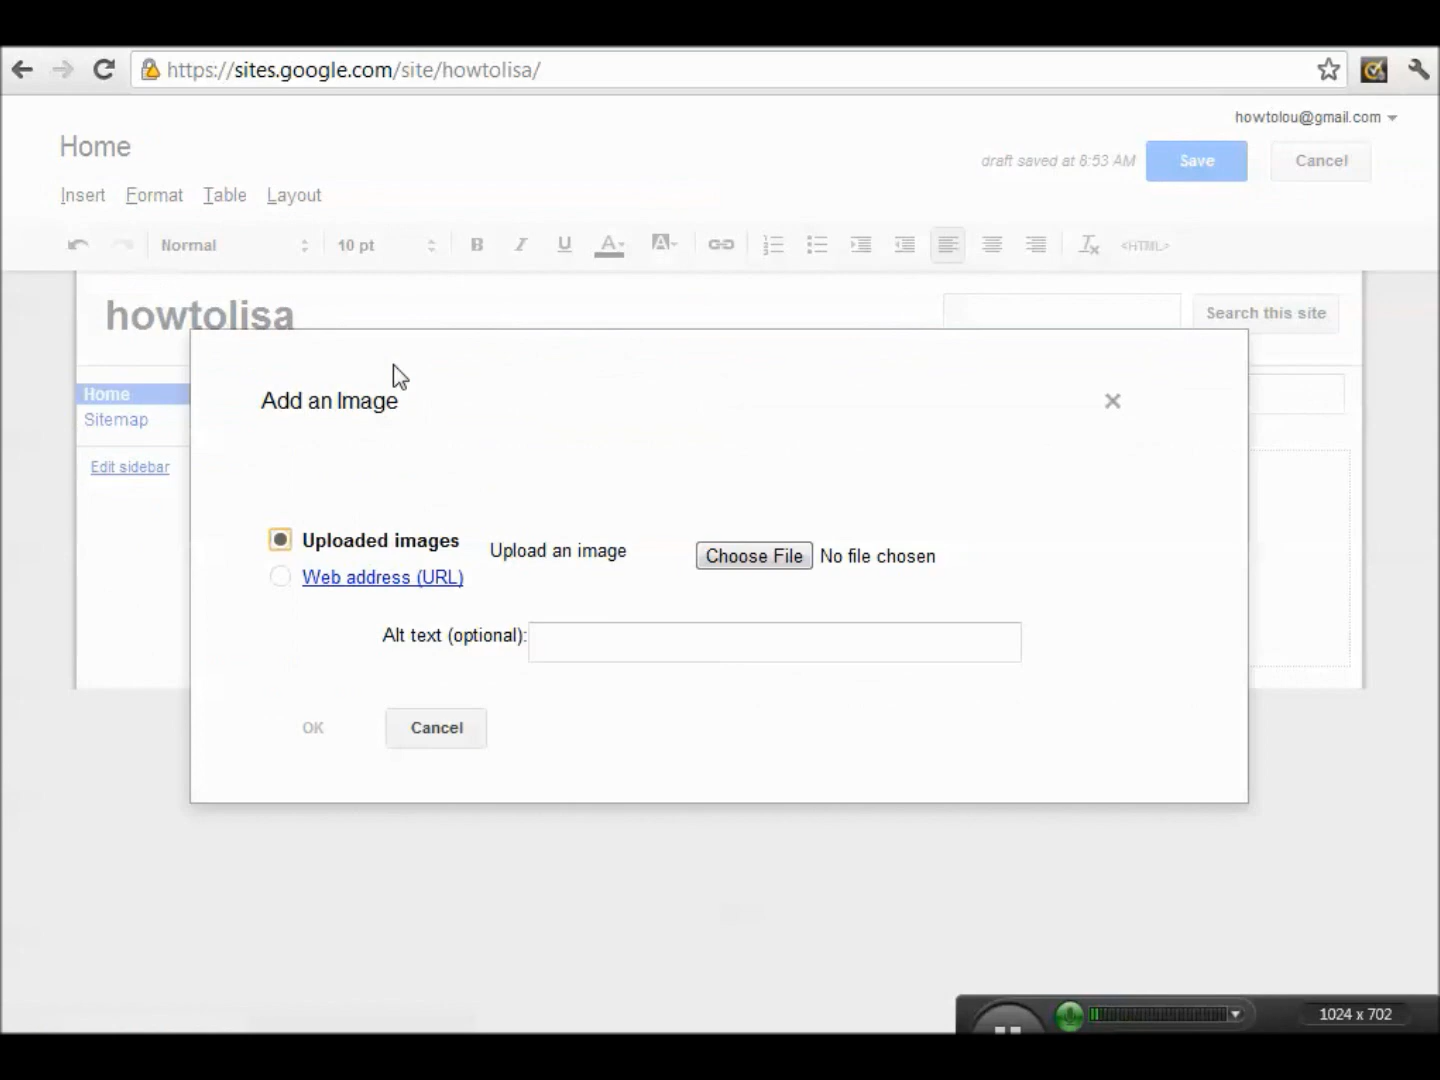 https://sites.google.com/site/howtolisa/
howtolou@gmail.com
Home
draft saved at 8:53 AM Save Cancel
Insert Format Table Layout
Normal 10 pt B I U A A <HTML>
howtolisa
Search this site
Home
Sitemap
Edit sidebar
Add an Image
Uploaded images
Web address (URL)
Upload an image
Choose File No file chosen
Alt text (optional):
OK Cancel
1024 x 702